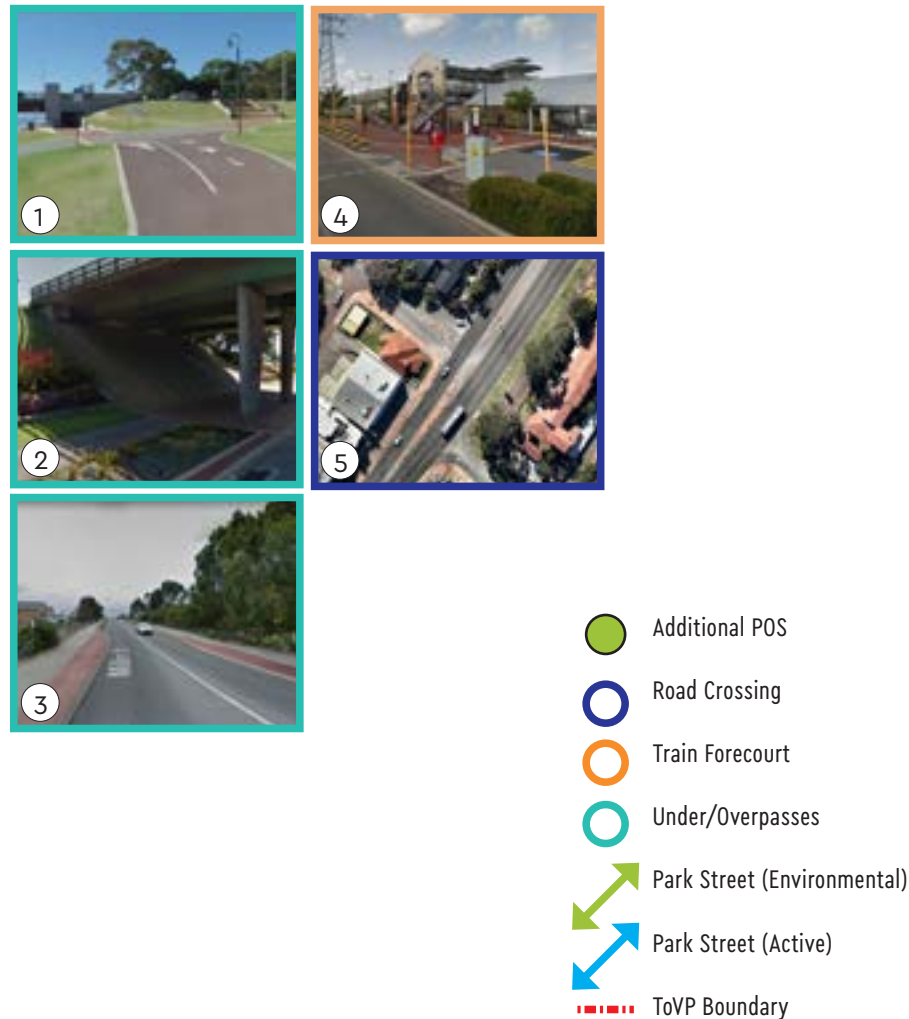 1
4
2
5
3
Additional POS
Road Crossing
Train Forecourt
Under/Overpasses
Park Street (Environmental)
Park Street (Active)
ToVP Boundary